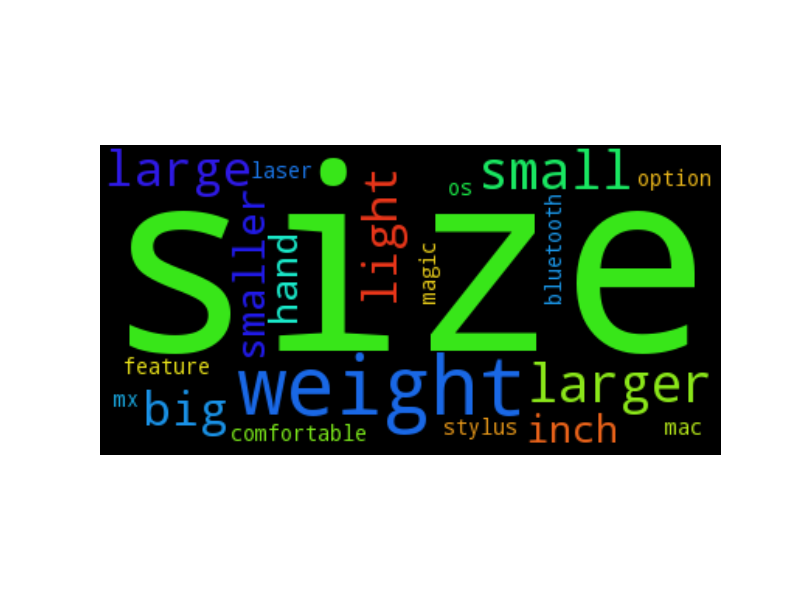 large
laser
small
os
option
size
smaller
hand
light
magic
bluetooth
feature
weight
larger
mx
big
comfortable
stylus
inch
mac